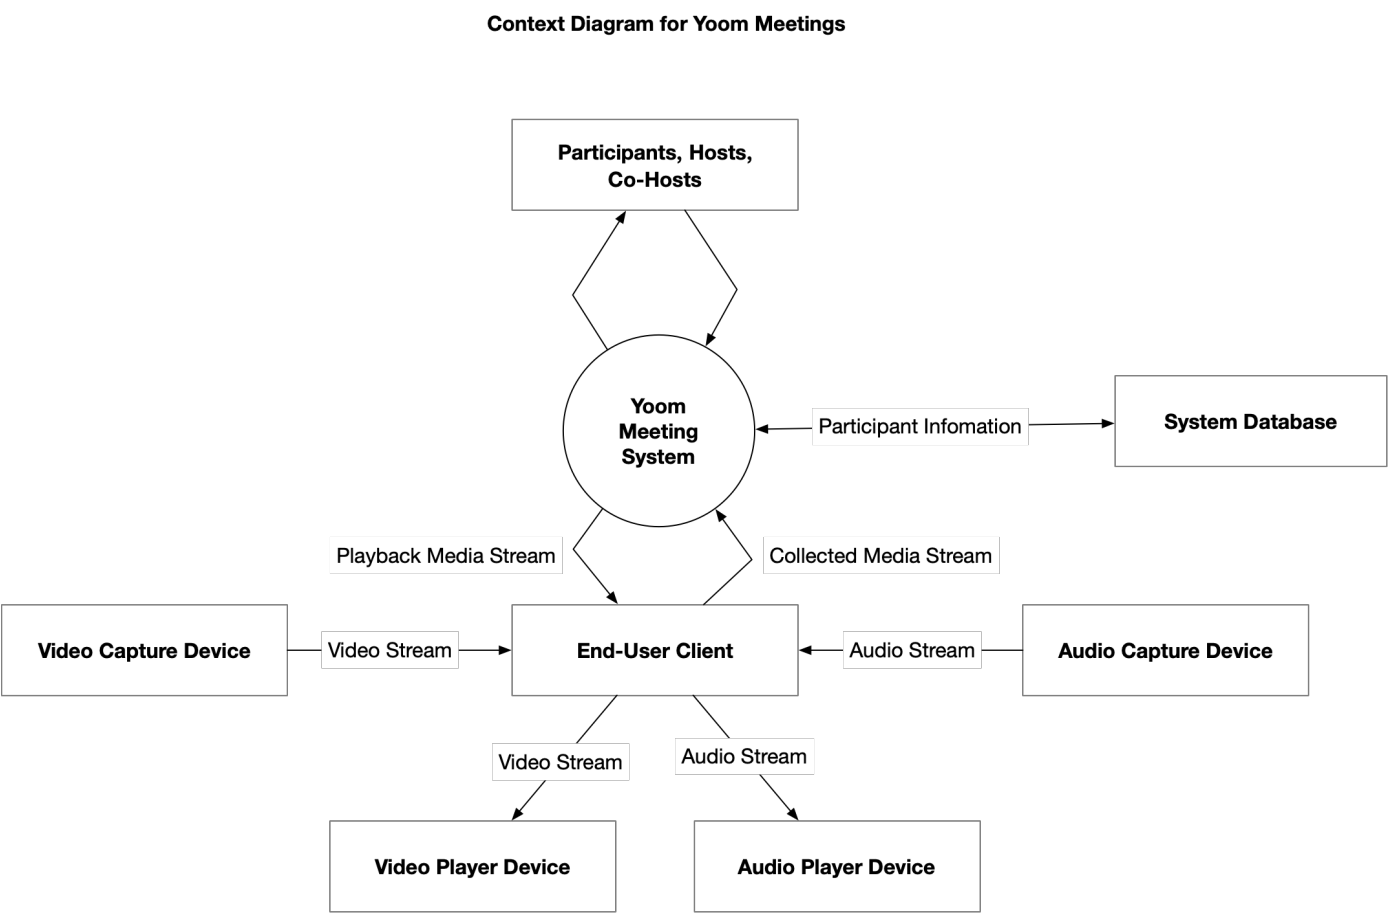 Context Diagram for Yoom Meetings
Participants, Hosts,
Co-Hosts
Yoom
Meeting
System
Participant Infomation
System Database
Playback Media Stream
Collected Media Stream
Video Capture Device
Video Stream
End-User Client
Audio Stream
Audio Capture Device
Video Stream
Audio Stream
Video Player Device
Audio Player Device